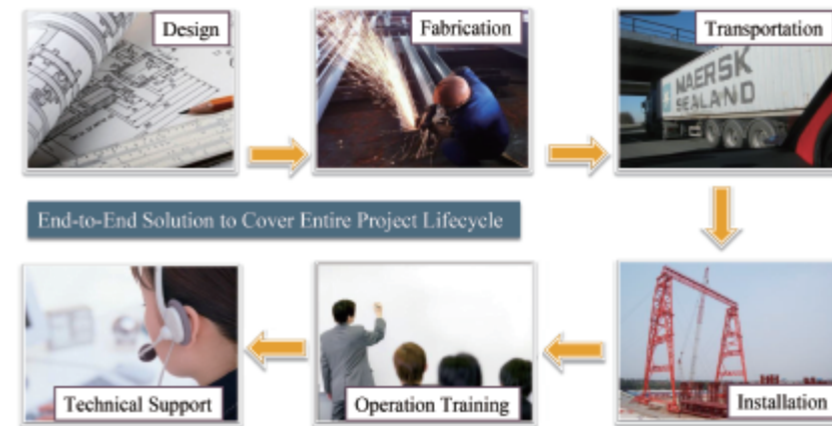 Design
Fabrication
Transportation
MAERSK
SEALAND
End-to-End Solution to Cover Entire Project Lifecycle
Technical Support
Operation Training
Installation